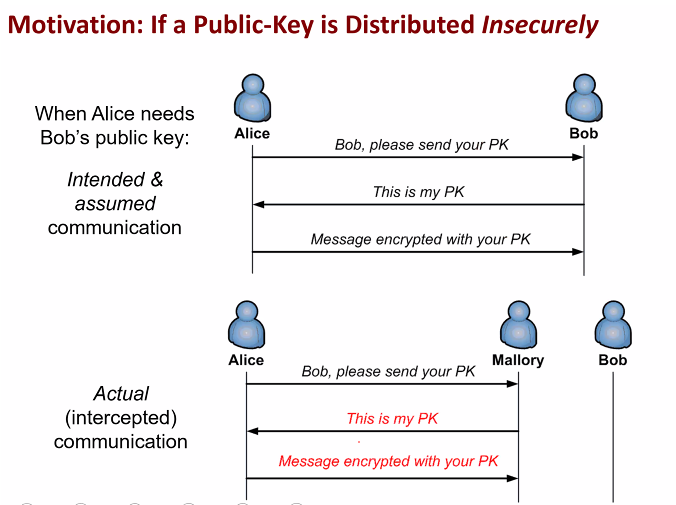 Motivation: If a Public-Key is Distributed Insecurely
When Alice needs
Bob's public key:
Intended &
assumed
communication
Alice
Bob
Bob, please send your PK
This is my PK
Message encrypted with your PK
Actual
(intercepted)
communication
Alice
Mallory
Bob
Bob, please send your PK
This is my PK
Message encrypted with your PK